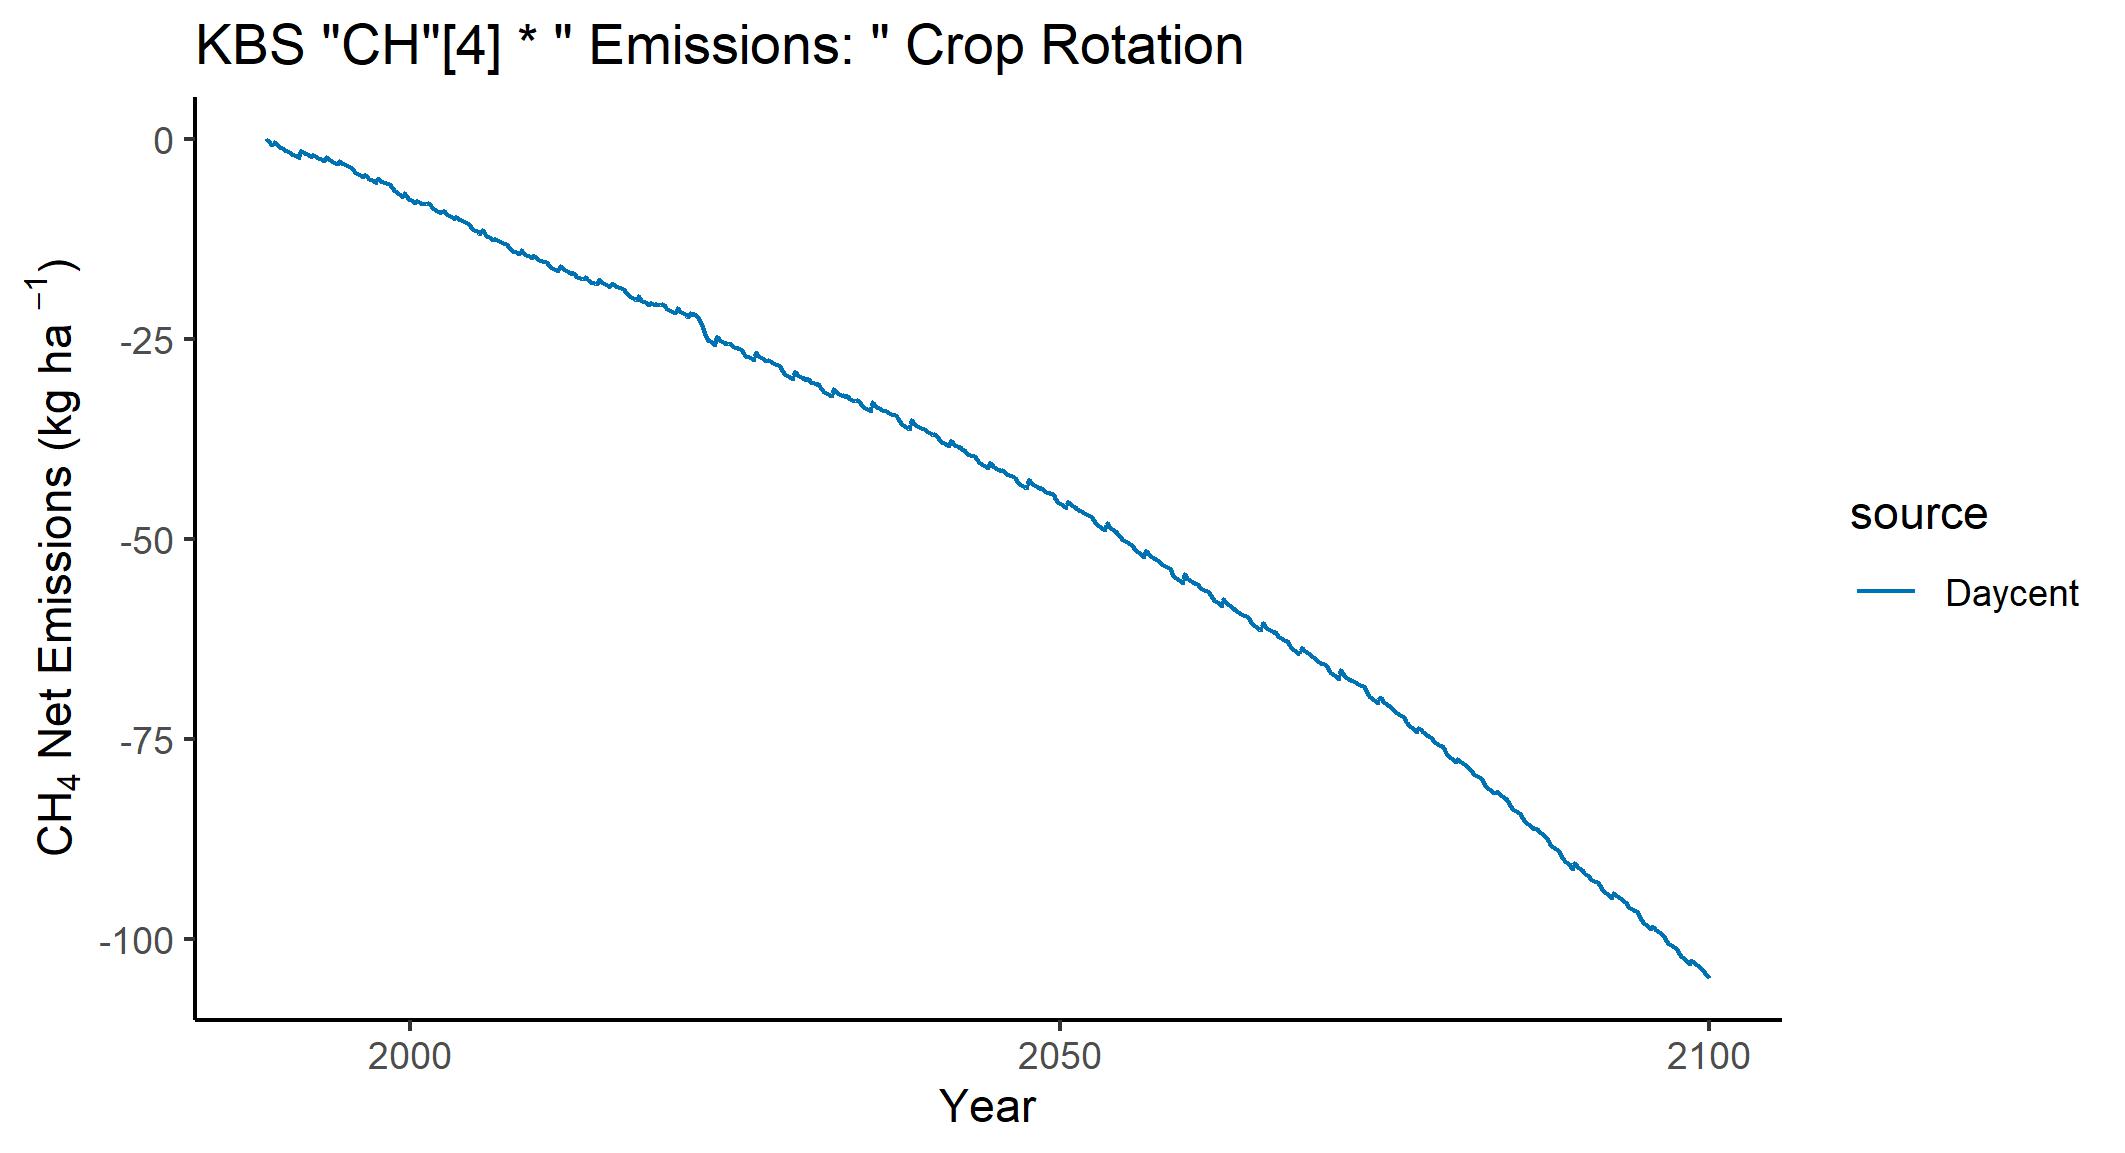 KBS "CH"[4] * " Emissions: " Crop Rotation
CH₄ Net Emissions (kg ha ⁻¹)
0
-25
-50
-75
-100
2000
2050
2100
Year
source
Daycent